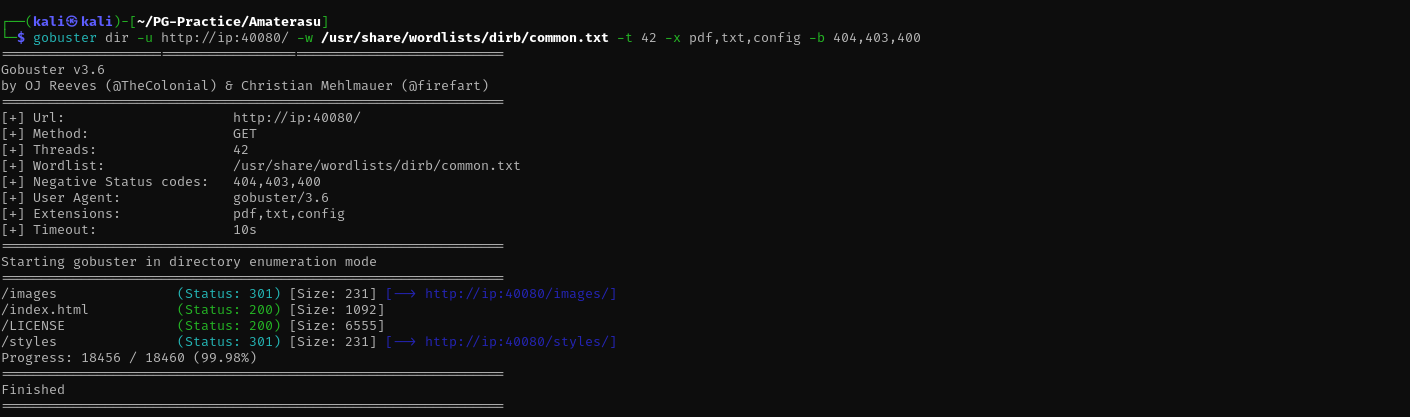 ┌──(kali㉿kali)-[~/PG-Practice/Amaterasu]
└─$ gobuster dir -u http://ip:40080/ -w /usr/share/wordlists/dirb/common.txt -t 42 -x pdf,txt,config -b 404,403,400
===============================================================
Gobuster v3.6
by OJ Reeves (@TheColonial) & Christian Mehlmauer (@firefart)
===============================================================
[+] Url:                     http://ip:40080/
[+] Method:                  GET
[+] Threads:                 42
[+] Wordlist:                /usr/share/wordlists/dirb/common.txt
[+] Negative Status codes:   404,403,400
[+] User Agent:              gobuster/3.6
[+] Extensions:              pdf,txt,config
[+] Timeout:                 10s
===============================================================
Starting gobuster in directory enumeration mode
===============================================================
/images               (Status: 301) [Size: 231] [--> http://ip:40080/images/]
/index.html           (Status: 200) [Size: 1092]
/LICENSE              (Status: 200) [Size: 6555]
/styles               (Status: 301) [Size: 231] [--> http://ip:40080/styles/]
Progress: 18456 / 18460 (99.98%)
===============================================================
Finished
===============================================================